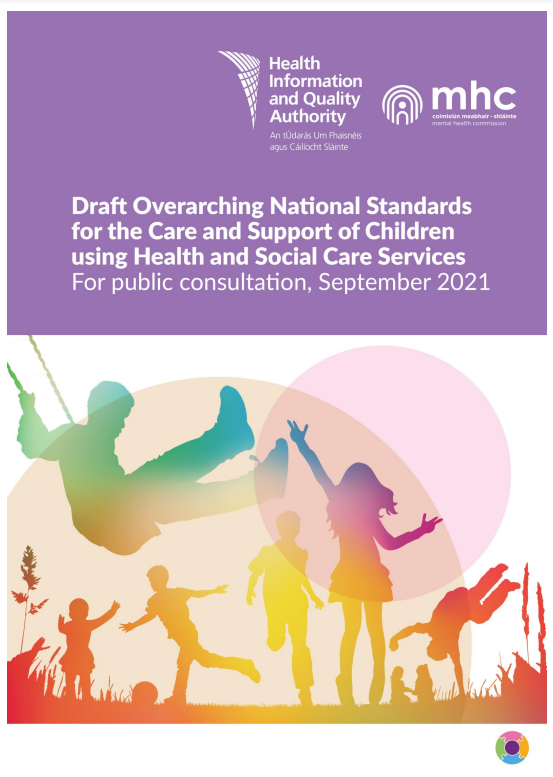 Health
Information
and Quality
Authority
An tÚdarás Um Fhaisnéis
agus Cáilíocht Sláinte
mhc
coimisiún meabhair-shláinte
mental health commission
Draft Overarching National Standards
for the Care and Support of Children
using Health and Social Care Services
For public consultation, September 2021